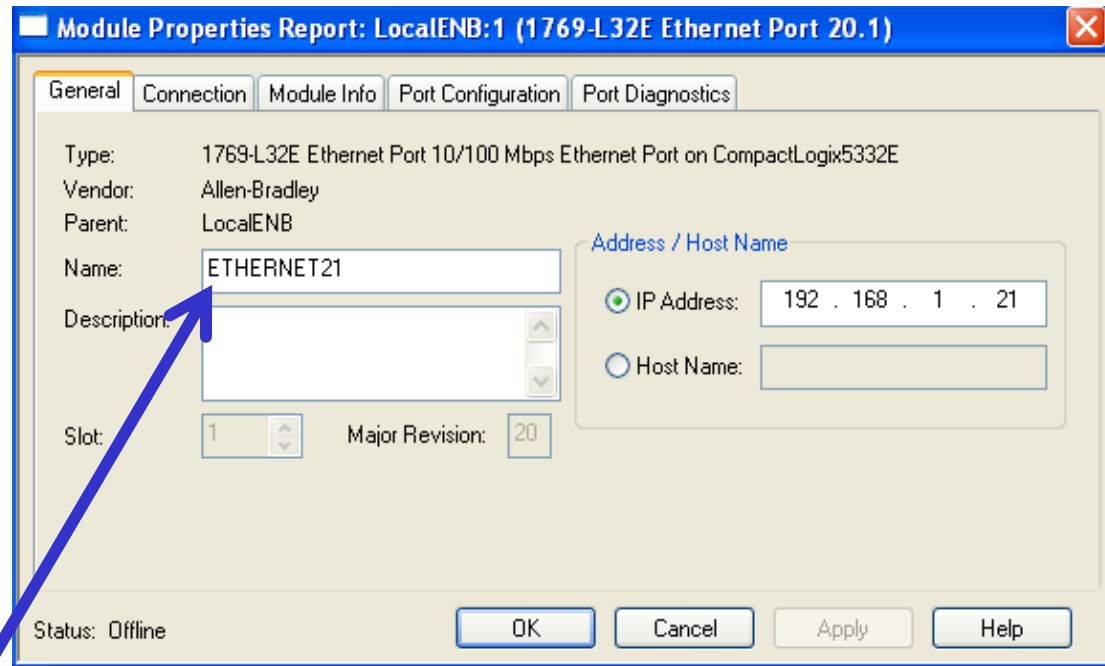 Module Properties Report: LocalENB:1 (1769-L32E Ethernet Port 20.1)
General Connection Module Info Port Configuration Port Diagnostics
Type: 1769-L32E Ethernet Port 10/100 Mbps Ethernet Port on CompactLogix5332E
Vendor: Allen-Bradley
Parent: LocalENB
Name: ETHERNET21
Description:
Address / Host Name
IP Address: 192 . 168 . 1 . 21
Host Name:
Slot: 1 Major Revision: 20
Status: Offline OK Cancel Apply Help